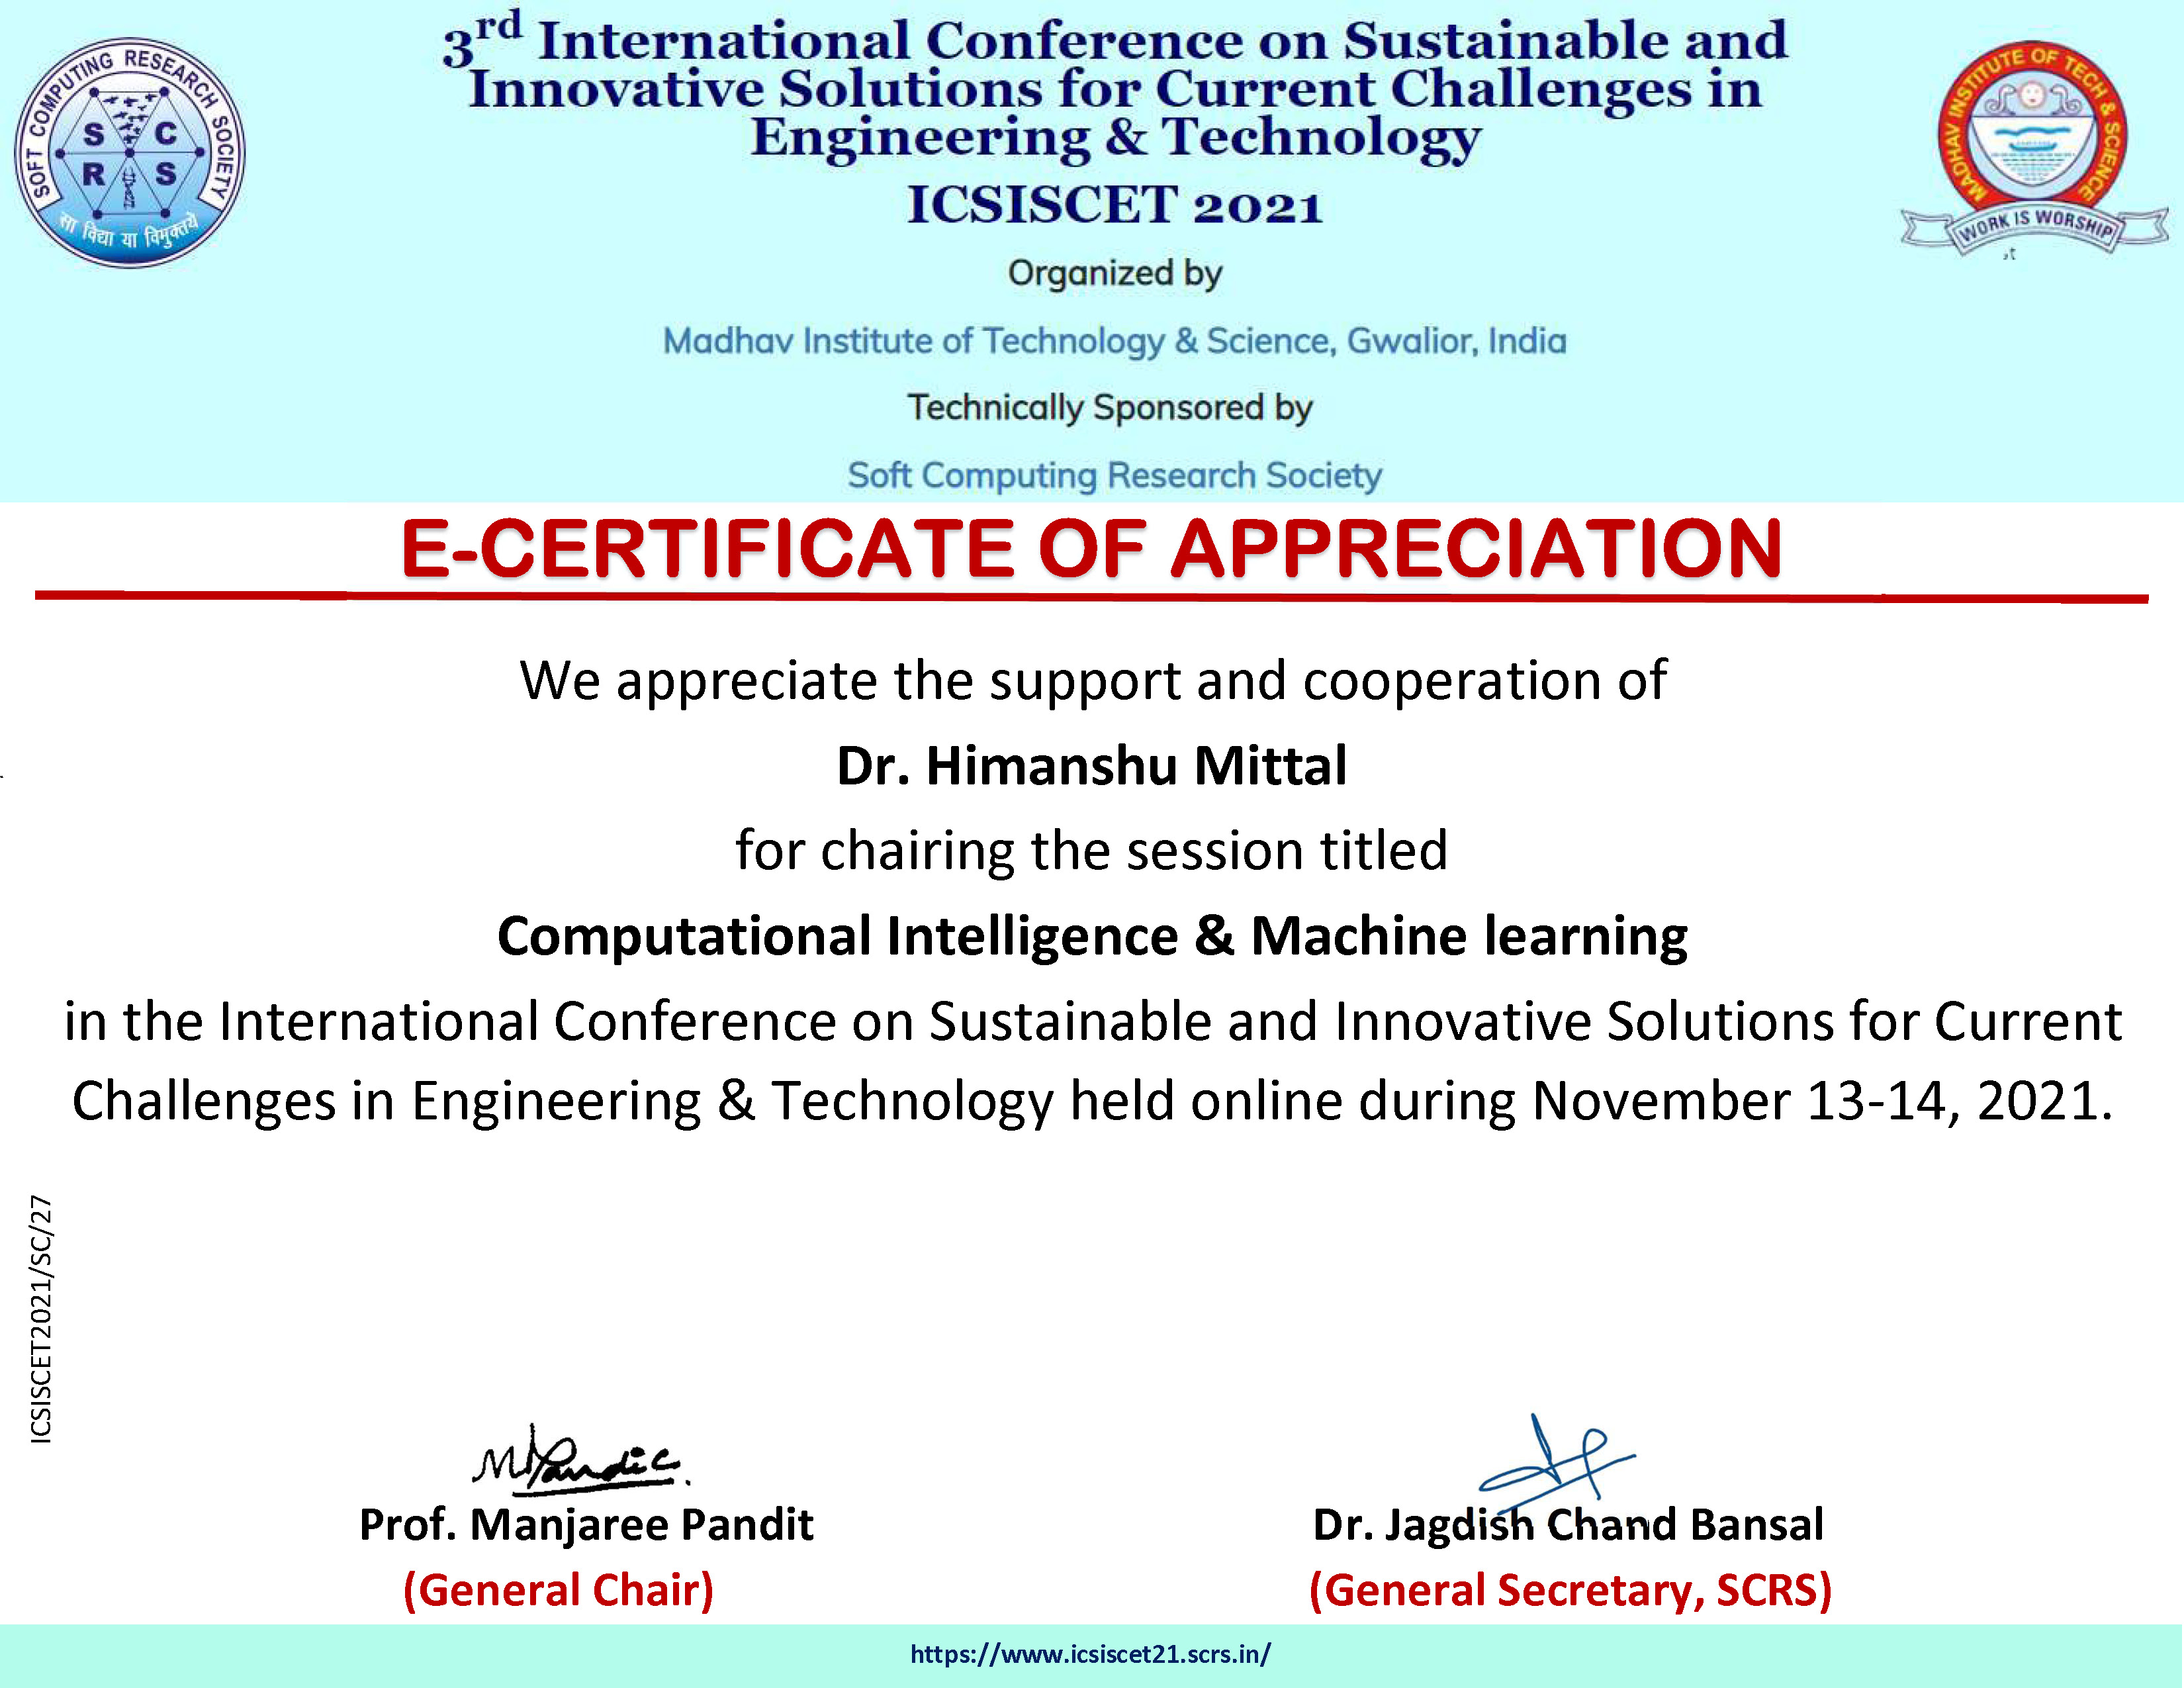 SOFT COMPUTING RESEARCH SOCIETY
S C
R S
सा विद्या या विमुक्तये
3rd International Conference on Sustainable and
Innovative Solutions for Current Challenges in
Engineering & Technology
ICSISCET 2021
MADHAV INSTITUTE OF TECH & SCIENCE
WORK IS WORSHIP
Organized by
Madhav Institute of Technology & Science, Gwalior, India
Technically Sponsored by
Soft Computing Research Society
E-CERTIFICATE OF APPRECIATION
We appreciate the support and cooperation of
Dr. Himanshu Mittal
for chairing the session titled
Computational Intelligence & Machine learning
in the International Conference on Sustainable and Innovative Solutions for Current
Challenges in Engineering & Technology held online during November 13-14, 2021.
ICSISCET2021/SC/27
Prof. Manjaree Pandit
(General Chair)
Dr. Jagdish Chand Bansal
(General Secretary, SCRS)
https://www.icsiscet21.scrs.in/